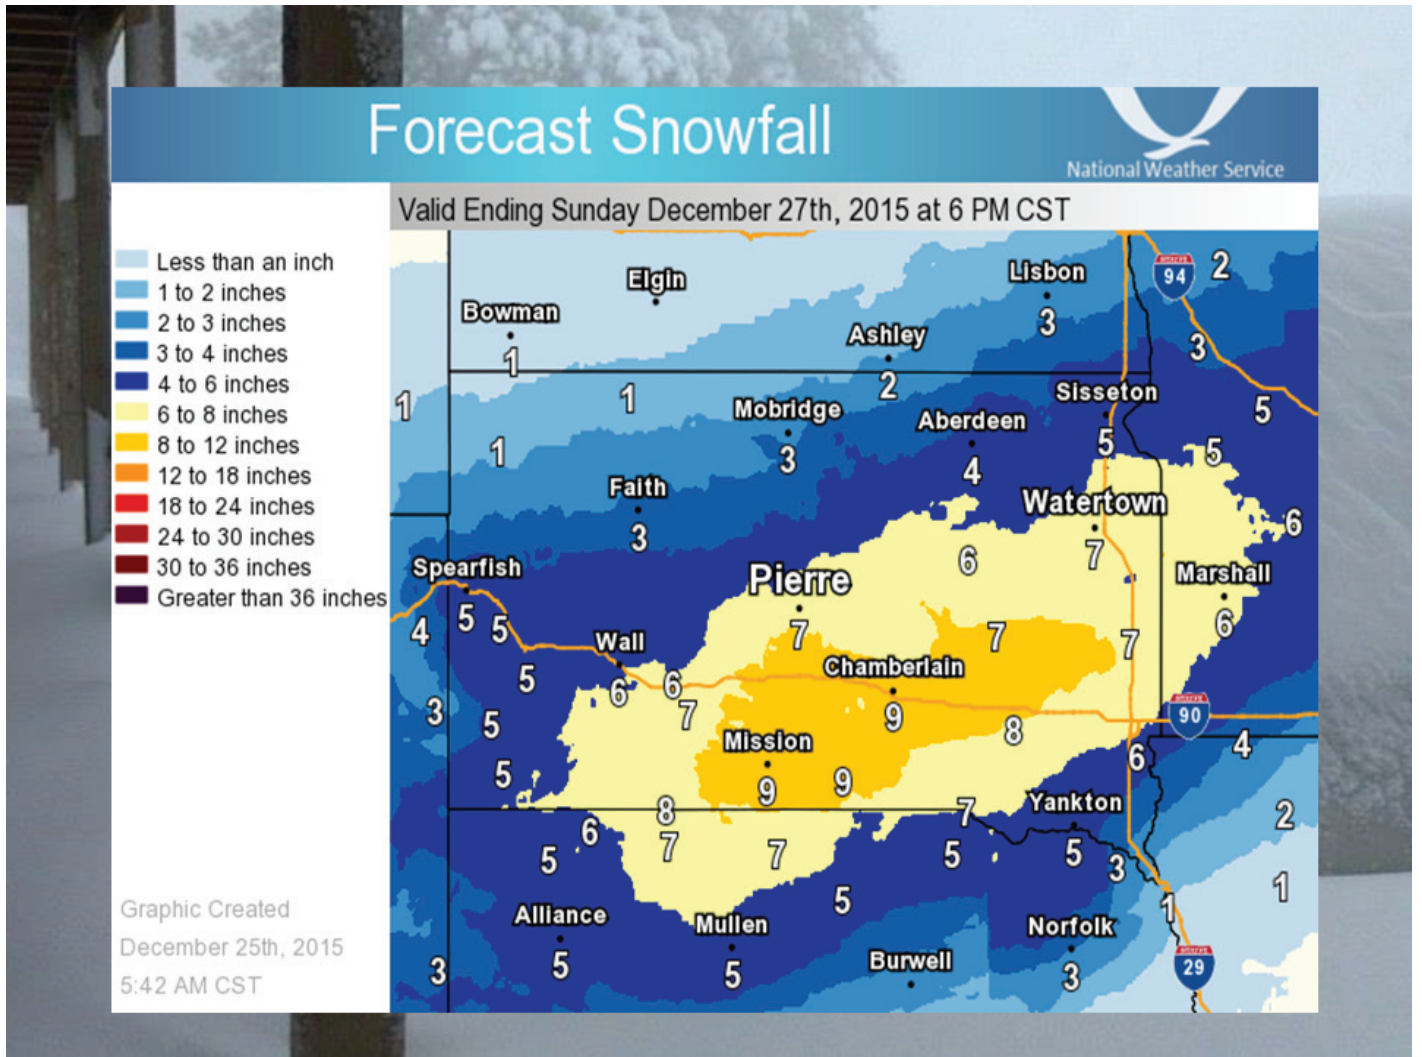 Forecast Snowfall
National Weather Service
Valid Ending Sunday December 27th, 2015 at 6 PM CST
Less than an inch
1 to 2 inches
2 to 3 inches
3 to 4 inches
4 to 6 inches
6 to 8 inches
8 to 12 inches
12 to 18 inches
18 to 24 inches
24 to 30 inches
30 to 36 inches
Greater than 36 inches
Graphic Created
December 25th, 2015
5:42 AM CST
Elgin
Lisbon
94
2
Bowman
3
Ashley
3
1
2
1
1
Mobridge
Sisseton
5
Aberdeen
5
1
3
4
5
Faith
Watertown
6
3
7
6
Spearfish
Pierre
Marshall
4
5
5
7
7
7
6
Wall
5
6
6
Chamberlain
3
5
7
9
8
90
Mission
6
4
5
9
9
8
7
Yankton
2
6
5
7
7
5
5
3
5
1
1
Alliance
Mullen
Norfolk
5
5
Burwell
3
3
29